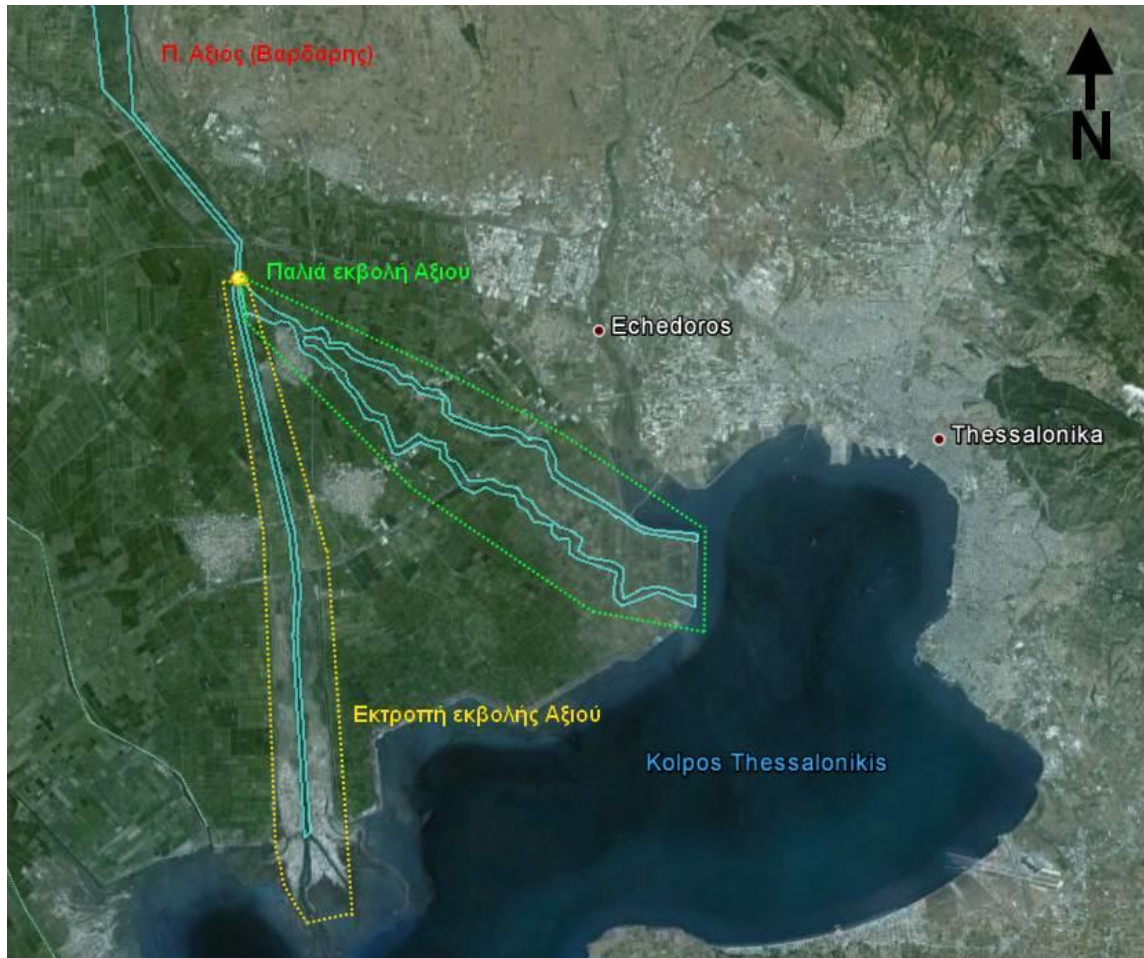 Π. Αξιός (Βαρδάρης)
N
Παλιά εκβολή Αξιού
Echedoros
Thessalonika
Εκτροπή εκβολής Αξιού
Kolpos Thessalonikis